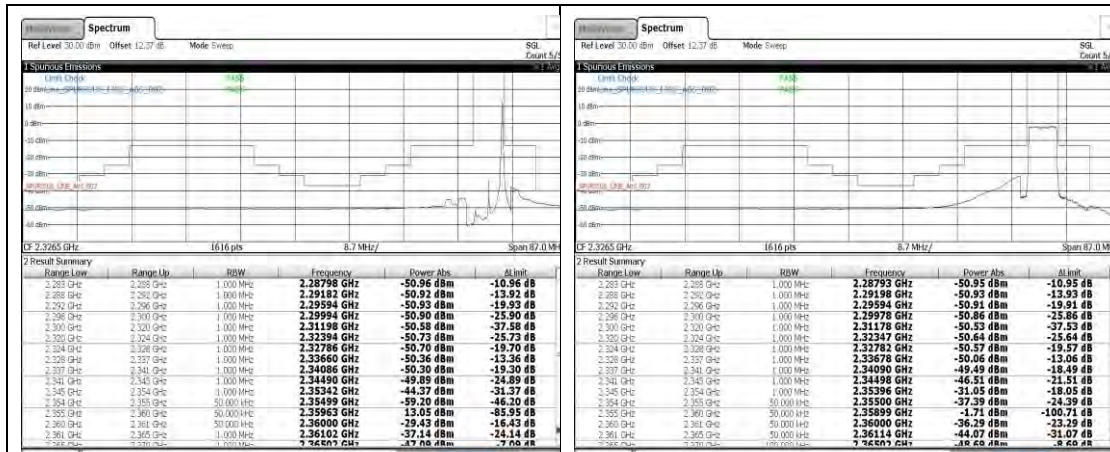 Spectrum
Ref Level 30.00 dBm Offset 12.37 dB Mode Sweep SGL
Count 5/5
1 Spurious Emissions
Limit Check PASS
PASS
CF 2.3265 GHz 1616 pts 8.7 MHz/ Span 87.0 MHz
2 Result Summary
Range Low Range Up RBW Frequency Power Abs ΔLimit
2.283 GHz 2.288 GHz 1.000 MHz 2.28798 GHz -50.96 dBm -10.96 dB
2.288 GHz 2.292 GHz 1.000 MHz 2.29182 GHz -50.92 dBm -13.92 dB
2.292 GHz 2.296 GHz 1.000 MHz 2.29594 GHz -50.93 dBm -19.93 dB
2.296 GHz 2.300 GHz 1.000 MHz 2.29994 GHz -50.90 dBm -25.90 dB
2.300 GHz 2.320 GHz 1.000 MHz 2.31198 GHz -50.58 dBm -37.58 dB
2.320 GHz 2.324 GHz 1.000 MHz 2.32394 GHz -50.73 dBm -25.73 dB
2.324 GHz 2.328 GHz 1.000 MHz 2.32786 GHz -50.70 dBm -19.70 dB
2.328 GHz 2.337 GHz 1.000 MHz 2.33660 GHz -50.36 dBm -13.36 dB
2.337 GHz 2.341 GHz 1.000 MHz 2.34086 GHz -50.30 dBm -19.30 dB
2.341 GHz 2.345 GHz 1.000 MHz 2.34490 GHz -49.89 dBm -24.89 dB
2.345 GHz 2.354 GHz 1.000 MHz 2.35342 GHz -44.37 dBm -31.37 dB
2.354 GHz 2.355 GHz 50.000 kHz 2.35499 GHz -59.20 dBm -46.20 dB
2.355 GHz 2.360 GHz 50.000 kHz 2.35963 GHz 13.05 dBm -85.95 dB
2.360 GHz 2.361 GHz 50.000 kHz 2.36000 GHz -29.43 dBm -16.43 dB
2.361 GHz 2.365 GHz 1.000 MHz 2.36102 GHz -37.14 dBm -24.14 dB
2.36502 GHz -47.09 dBm -7.09 dB
Spectrum
Ref Level 30.00 dBm Offset 12.37 dB Mode Sweep SGL
Count 5/5
1 Spurious Emissions
Limit Check PASS
PASS
CF 2.3265 GHz 1616 pts 8.7 MHz/ Span 87.0 MHz
2 Result Summary
Range Low Range Up RBW Frequency Power Abs ΔLimit
2.283 GHz 2.288 GHz 1.000 MHz 2.28793 GHz -50.95 dBm -10.95 dB
2.288 GHz 2.292 GHz 1.000 MHz 2.29198 GHz -50.93 dBm -13.93 dB
2.292 GHz 2.296 GHz 1.000 MHz 2.29594 GHz -50.91 dBm -19.91 dB
2.296 GHz 2.300 GHz 1.000 MHz 2.29978 GHz -50.86 dBm -25.86 dB
2.300 GHz 2.320 GHz 1.000 MHz 2.31178 GHz -50.53 dBm -37.53 dB
2.320 GHz 2.324 GHz 1.000 MHz 2.32347 GHz -50.64 dBm -25.64 dB
2.324 GHz 2.328 GHz 1.000 MHz 2.32782 GHz -50.57 dBm -19.57 dB
2.328 GHz 2.337 GHz 1.000 MHz 2.33678 GHz -50.06 dBm -13.06 dB
2.337 GHz 2.341 GHz 1.000 MHz 2.34090 GHz -49.49 dBm -18.49 dB
2.341 GHz 2.345 GHz 1.000 MHz 2.34498 GHz -46.51 dBm -21.51 dB
2.345 GHz 2.354 GHz 1.000 MHz 2.35396 GHz -31.05 dBm -18.05 dB
2.354 GHz 2.355 GHz 50.000 kHz 2.35500 GHz -37.39 dBm -24.39 dB
2.355 GHz 2.360 GHz 50.000 kHz 2.35899 GHz -1.71 dBm -100.71 dB
2.360 GHz 2.361 GHz 50.000 kHz 2.36000 GHz -36.29 dBm -23.29 dB
2.361 GHz 2.365 GHz 50.000 kHz 2.36114 GHz -44.07 dBm -31.07 dB
2.36502 GHz -48.69 dBm -8.69 dB